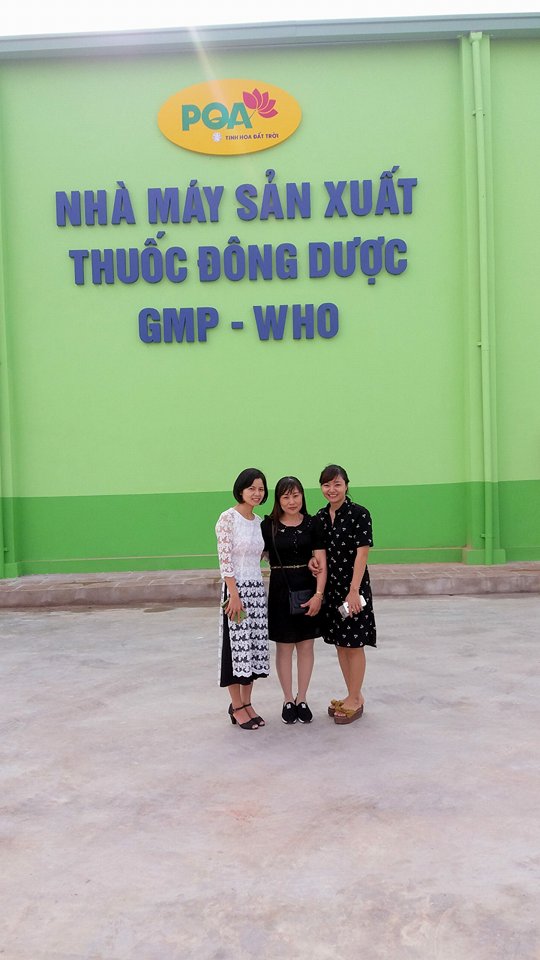 PQA
TINH HOA ĐẤT TRỜI
NHÀ MÁY SẢN XUẤT
THUỐC ĐÔNG DƯỢC
GMP - WHO